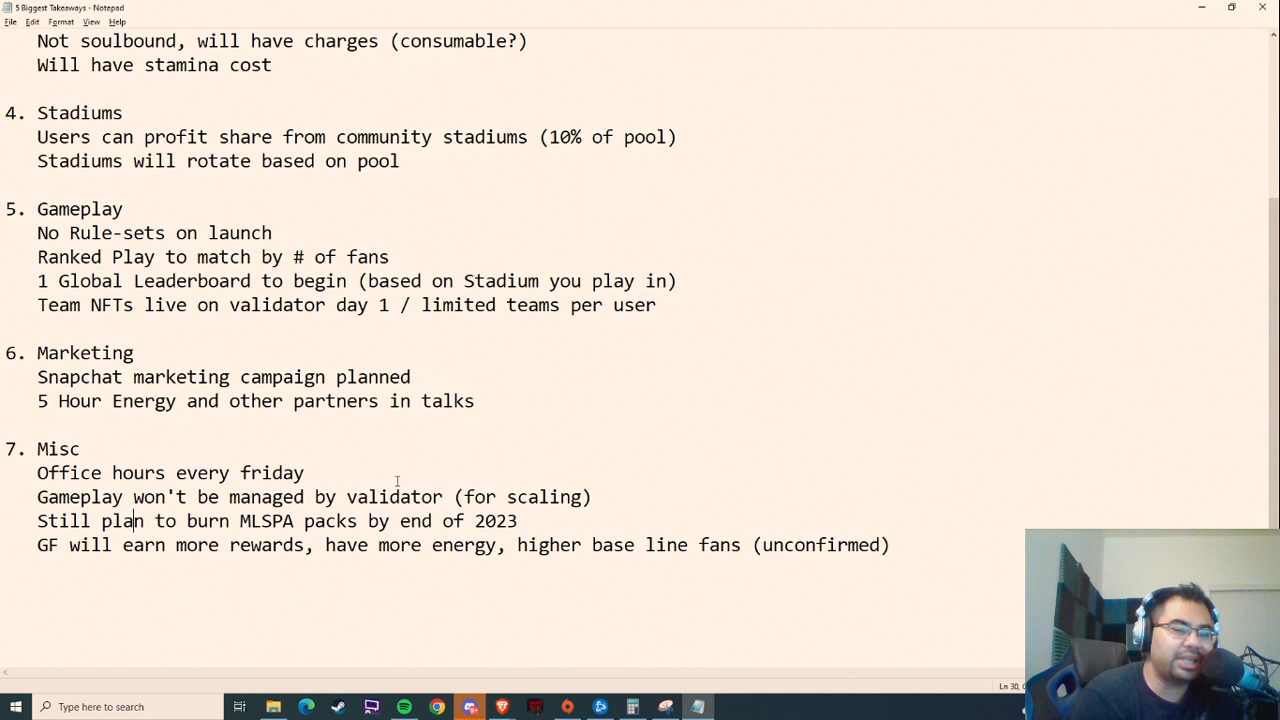 5 Biggest Takeaways - Notepad
File Edit Format View Help
Not soulbound, will have charges (consumable?)
Will have stamina cost
4. Stadiums
Users can profit share from community stadiums (10% of pool)
Stadiums will rotate based on pool
5. Gameplay
No Rule-sets on launch
Ranked Play to match by # of fans
1 Global Leaderboard to begin (based on Stadium you play in)
Team NFTs live on validator day 1 / limited teams per user
6. Marketing
Snapchat marketing campaign planned
5 Hour Energy and other partners in talks
7. Misc
Office hours every friday
Gameplay won't be managed by validator (for scaling)
Still plan to burn MLSPA packs by end of 2023
GF will earn more rewards, have more energy, higher base line fans (unconfirmed)
Ln 30,
Type here to search